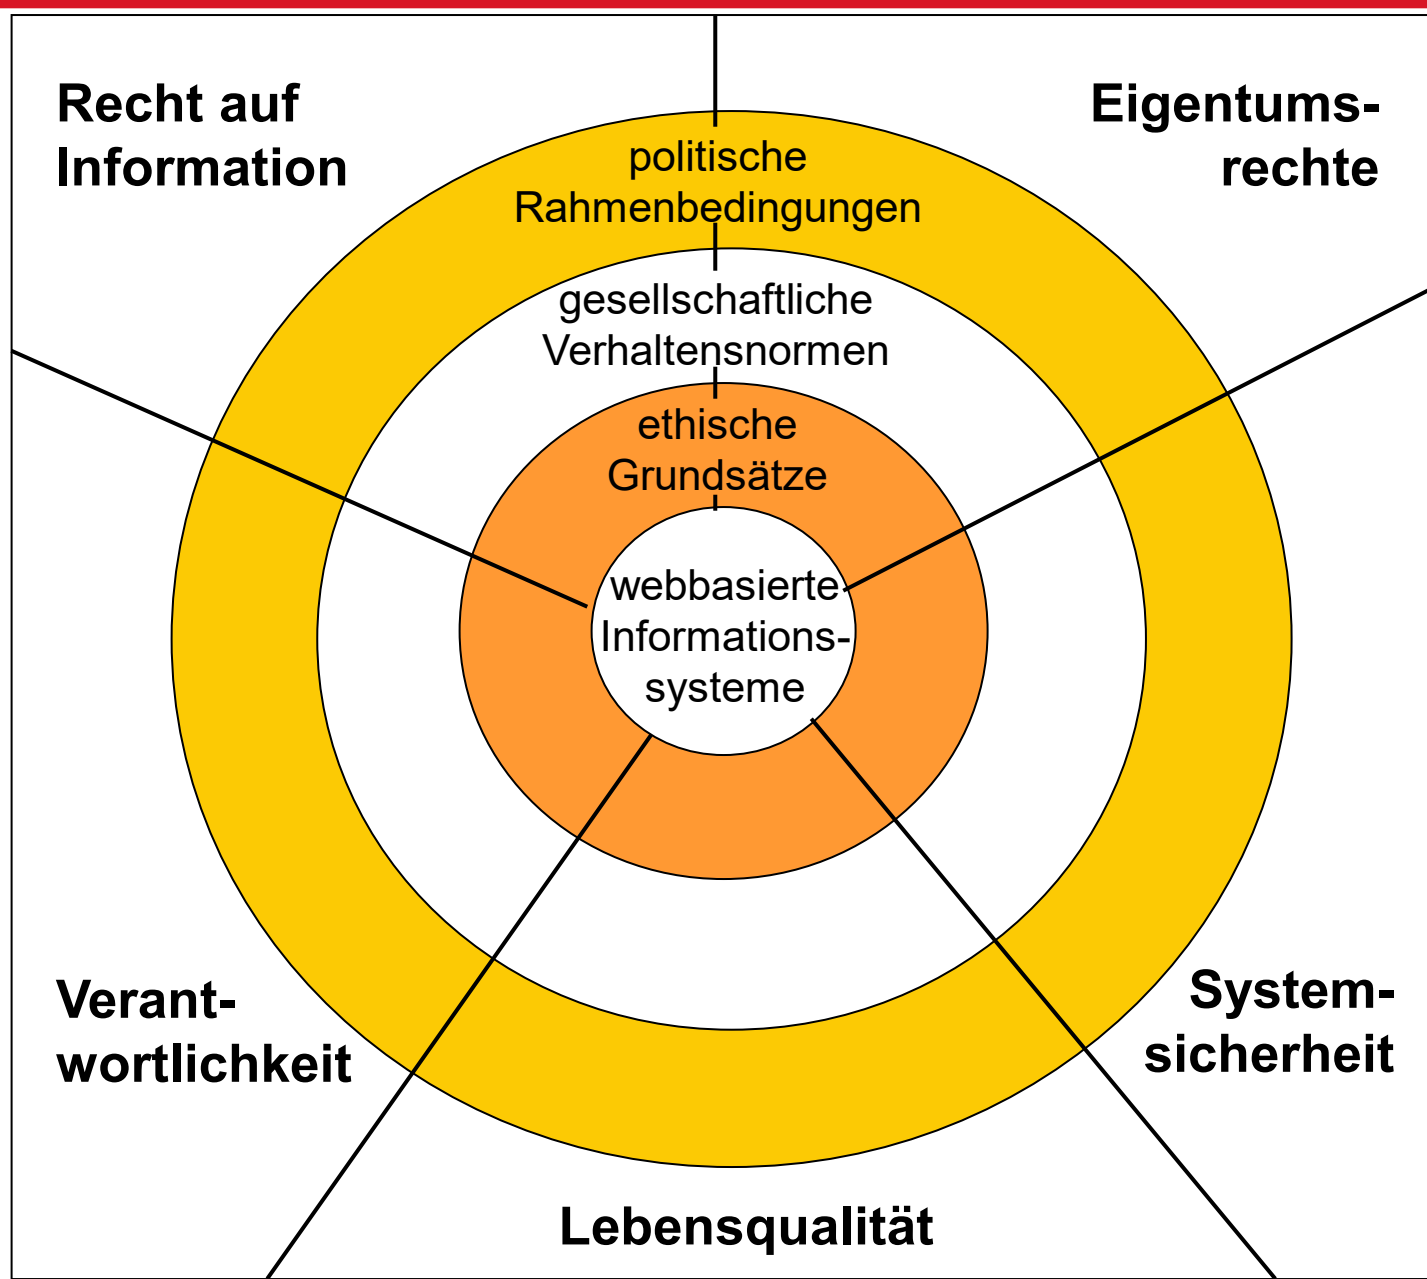 Recht auf
Information
Eigentums-
rechte
politische
Rahmenbedingungen
gesellschaftliche
Verhaltensnormen
ethische
Grundsätze
webbasierte
Informations-
systeme
Verant-
wortlichkeit
System-
sicherheit
Lebensqualität